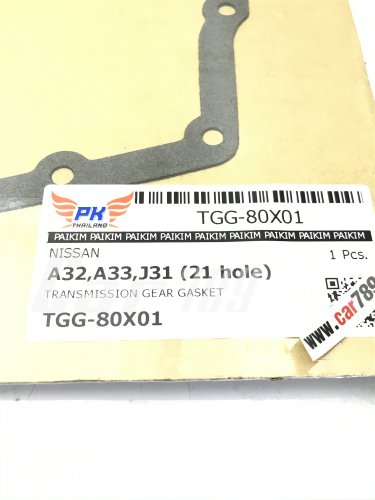 PK
THAILAND
TGG-80X01
PAIKIM PAIKIM PAIKIM PAIKIM PAIKIM PAIKIM PAIKIM PAIKIM PAIKIM
NISSAN
1 Pcs.
A32,A33,J31 (21 hole)
TRANSMISSION GEAR GASKET
TGG-80X01
www.car789